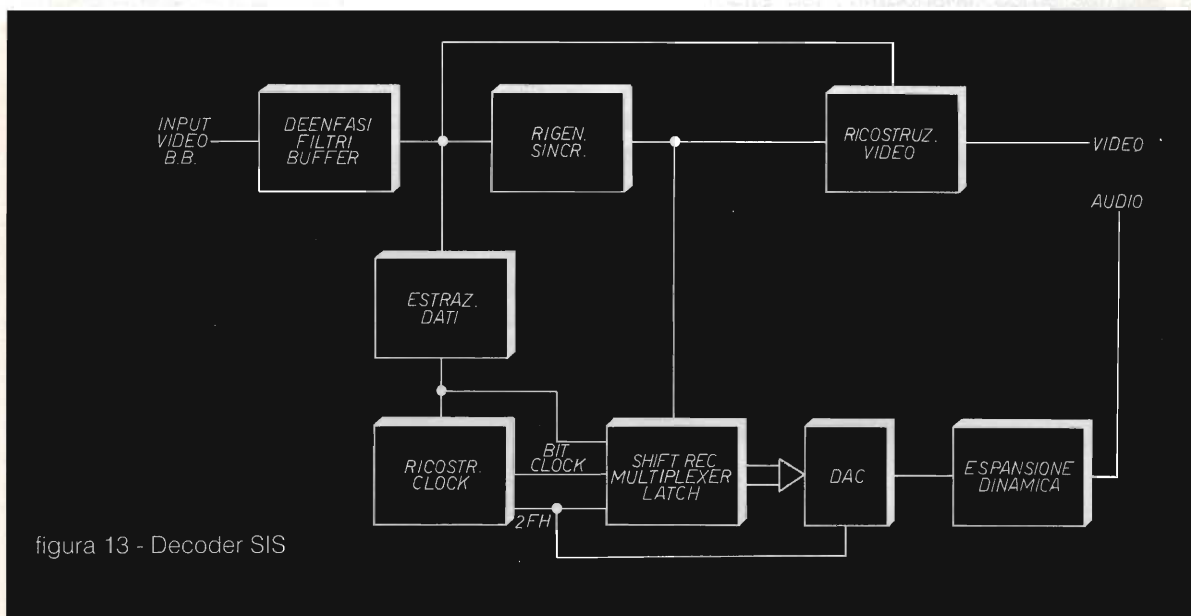 INPUT
VIDEO
B.B.
DEENFASI
FILTRI
BUFFER
RIGEN.
SINCR.
RICOSTRUZ.
VIDEO
VIDEO
AUDIO
ESTRAZ.
DATI
RICOSTR.
CLOCK
BIT
CLOCK
2FH
SHIFT REC
MULTIPLEXER
LATCH
DAC
ESPANSIONE
DINAMICA
figura 13 - Decoder SIS